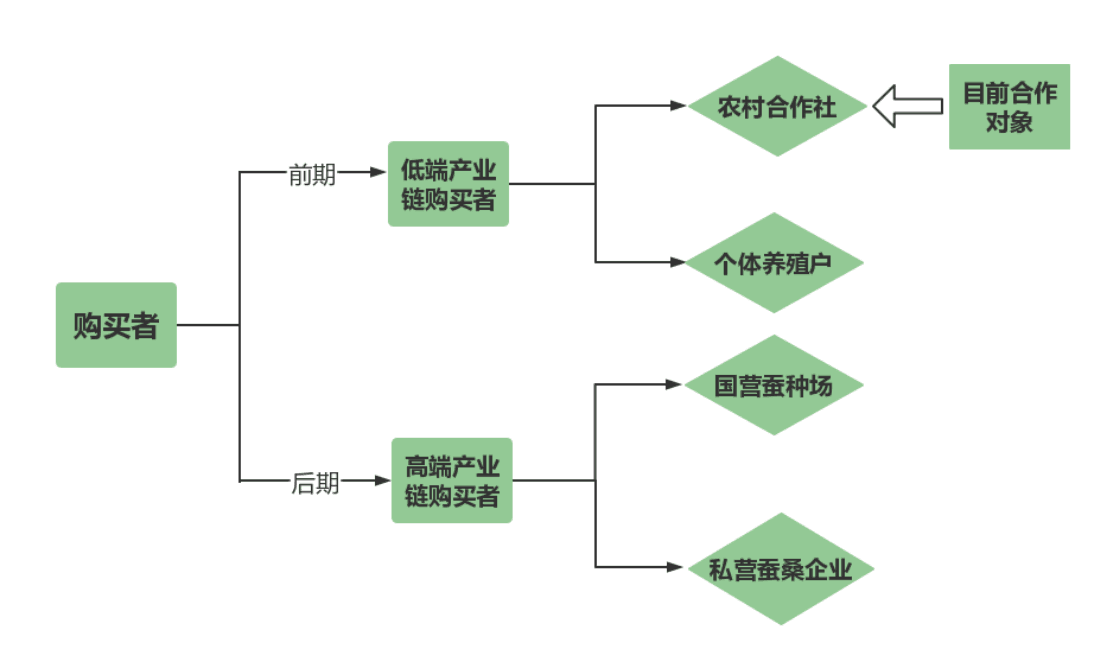 购买者
前期
低端产业
链购买者
农村合作社
目前合作
对象
个体养殖户
后期
高端产业
链购买者
国营蚕种场
私营蚕桑企业